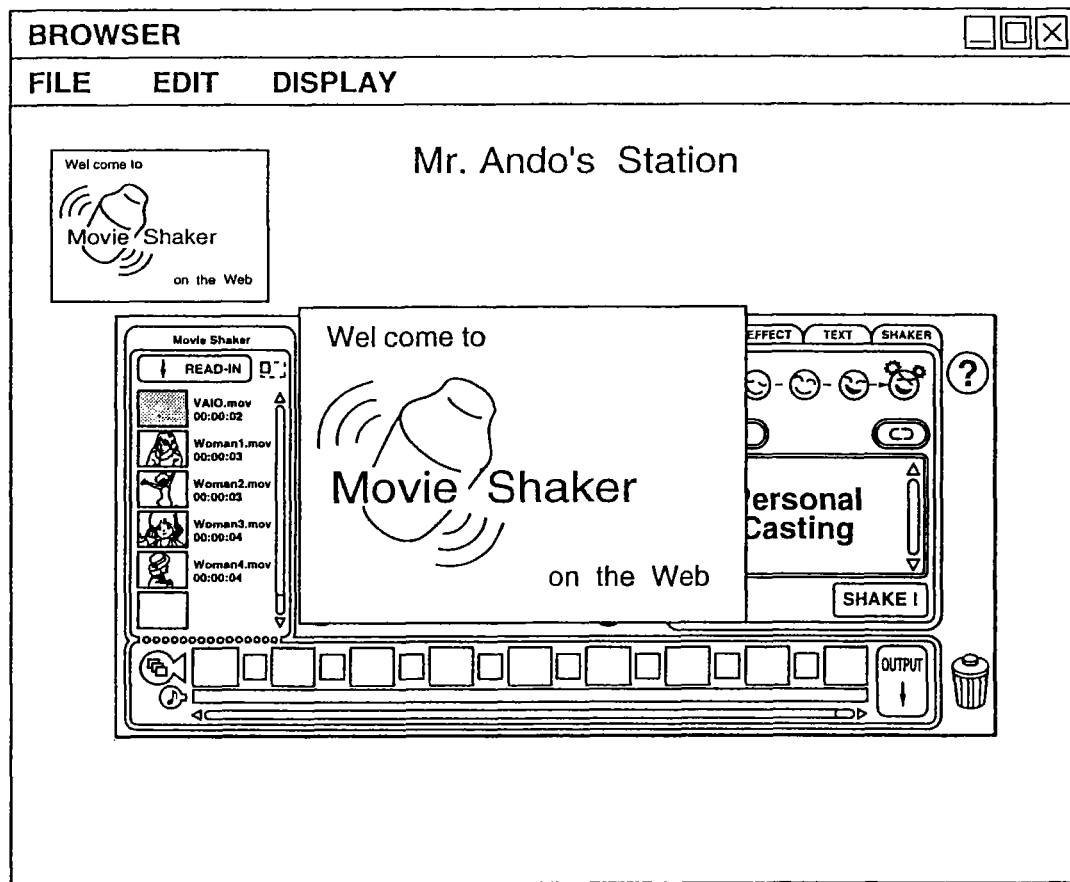 BROWSER
FILE EDIT DISPLAY
Mr. Ando's Station
Wel come to
Movie Shaker
on the Web
Movie Shaker
READ-IN
VAIO.mov
00:00:02
Woman1.mov
00:00:03
Woman2.mov
00:00:03
Woman3.mov
00:00:04
Woman4.mov
00:00:04
Wel come to
Movie Shaker
on the Web
EFFECT TEXT SHAKER
?
ersonal
Casting
SHAKE !
OUTPUT